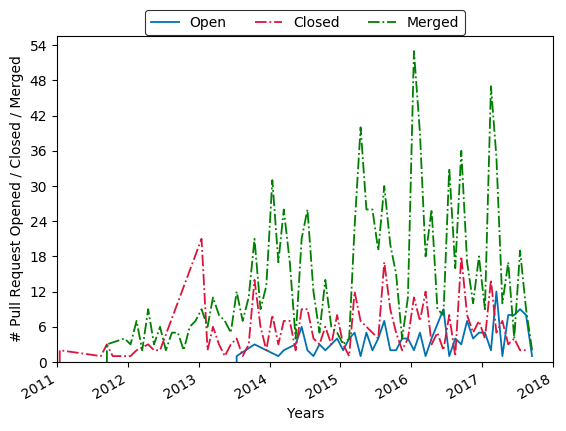 Open Closed Merged
# Pull Request Opened / Closed / Merged
54
48
42
36
30
24
18
12
6
0
2011 2012 2013 2014 2015 2016 2017 2018
Years